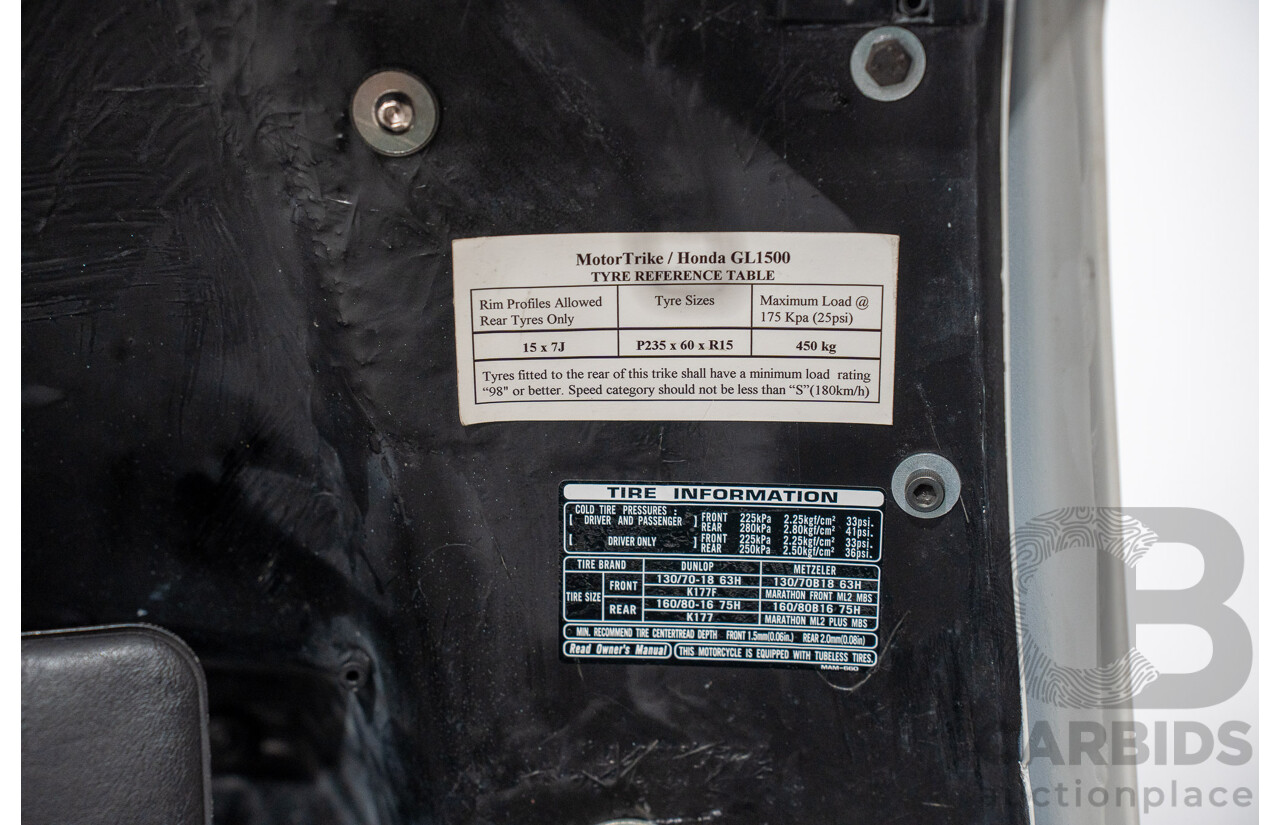 MotorTrike / Honda GL1500
TYRE REFERENCE TABLE
Rim Profiles Allowed
Rear Tyres Only
Tyre Sizes
Maximum Load @
175 Kpa (25psi)
15 x 7J
P235 x 60 x R15
450 kg
Tyres fitted to the rear of this trike shall have a minimum load rating
“98" or better. Speed category should not be less than “S”(180km/h)
TIRE INFORMATION
COLD TIRE PRESSURES :
[ DRIVER AND PASSENGER ] FRONT 225kPa 2.25kgf/cm² 33psi.
REAR 280kPa 2.80kgf/cm² 41psi.
[ DRIVER ONLY ] FRONT 225kPa 2.25kgf/cm² 33psi.
REAR 250kPa 2.50kgf/cm² 36psi.
TIRE BRAND DUNLOP METZELER
TIRE SIZE
FRONT 130/70-18 63H 130/70B18 63H
K177F MARATHON FRONT ML2 MBS
REAR 160/80-16 75H 160/80B16 75H
K177 MARATHON ML2 PLUS MBS
MIN. RECOMMEND TIRE CENTERTREAD DEPTH FRONT 1.5mm(0.06in.) REAR 2.0mm(0.08in)
Read Owner's Manual THIS MOTORCYCLE IS EQUIPPED WITH TUBELESS TIRES.
MAM-660
CB
CARBIDS
auctionplace